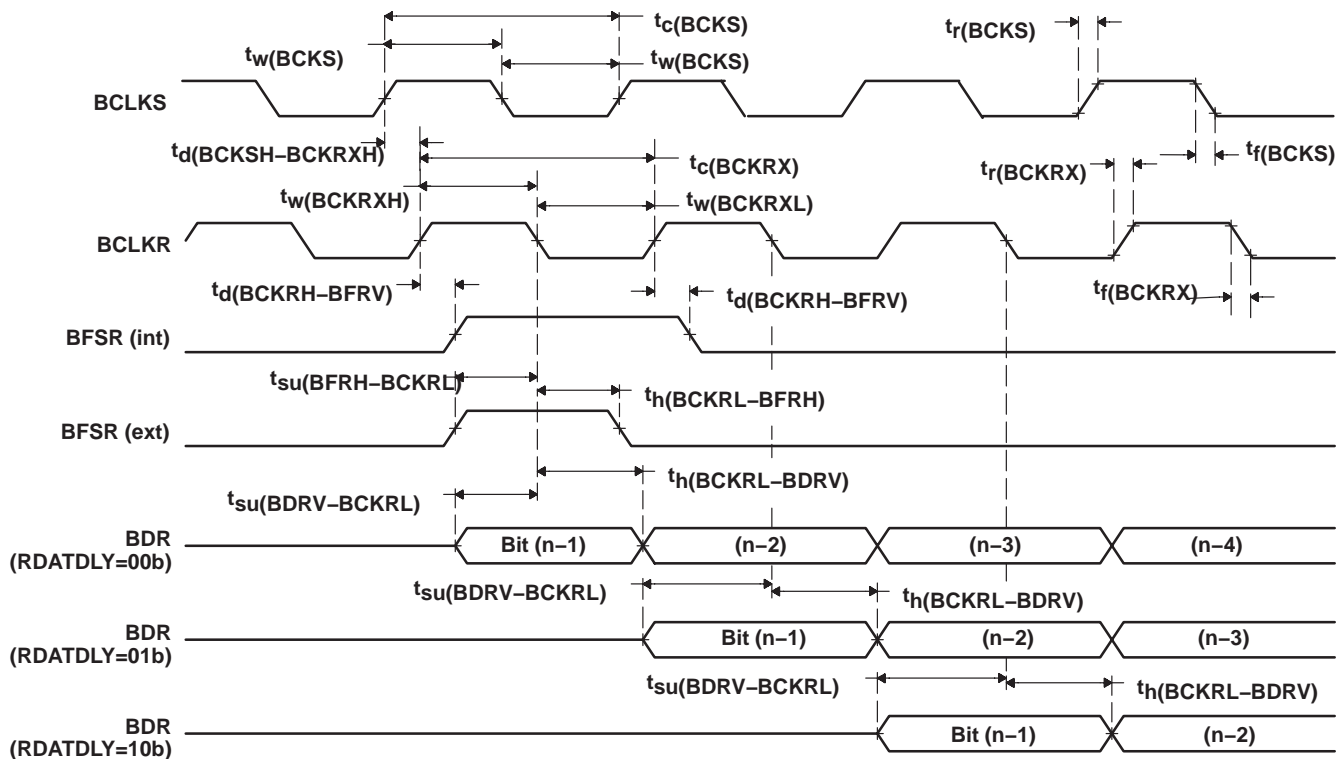 tc(BCKS)
tr(BCKS)
tw(BCKS)
tw(BCKS)
BCLKS
td(BCKSH–BCKRXH)
tf(BCKS)
tc(BCKRX)
tr(BCKRX)
tw(BCKRXH)
tw(BCKRXL)
BCLKR
td(BCKRH–BFRV)
td(BCKRH–BFRV)
tf(BCKRX)
BFSR (int)
tsu(BFRH–BCKRL)
th(BCKRL–BFRH)
BFSR (ext)
th(BCKRL–BDRV)
tsu(BDRV–BCKRL)
BDR
(RDATDLY=00b)
Bit (n–1) (n–2) (n–3) (n–4)
tsu(BDRV–BCKRL)
th(BCKRL–BDRV)
BDR
(RDATDLY=01b)
Bit (n–1) (n–2) (n–3)
tsu(BDRV–BCKRL)
th(BCKRL–BDRV)
BDR
(RDATDLY=10b)
Bit (n–1) (n–2)